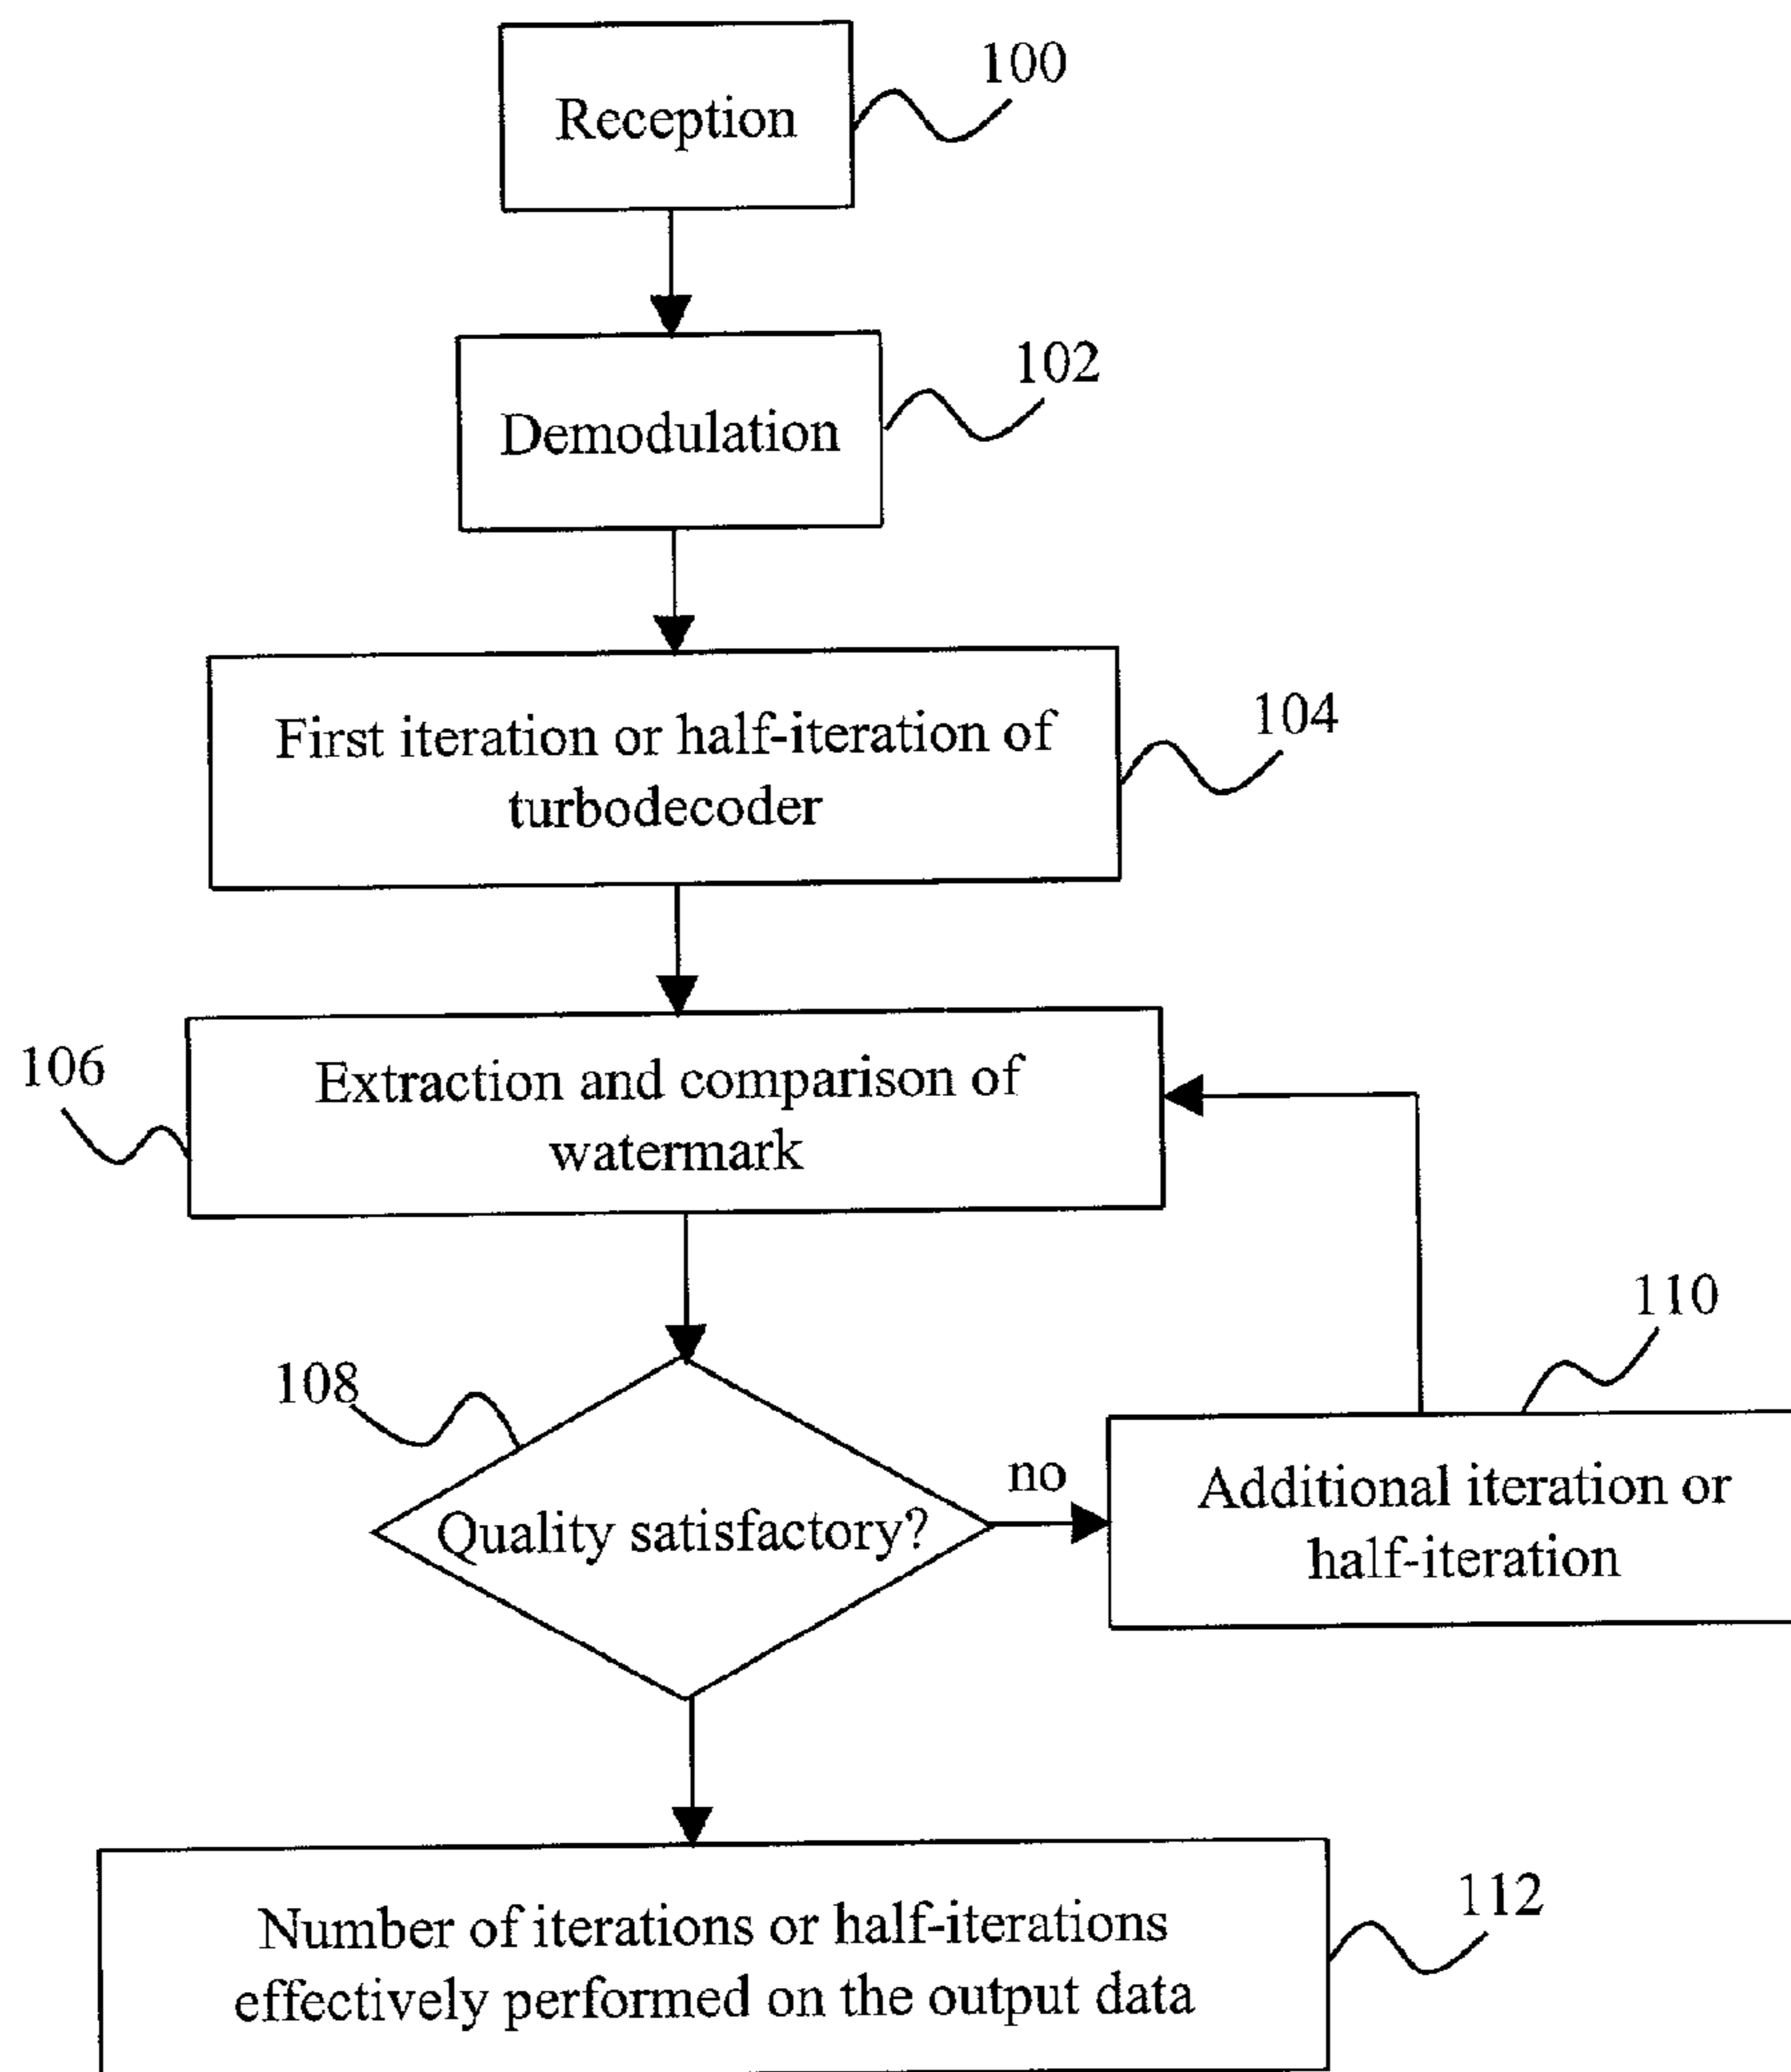 Reception
100
Demodulation
102
First iteration or half-iteration of
turbodecoder
104
106
Extraction and comparison of
watermark
108
Quality satisfactory?
no
110
Additional iteration or
half-iteration
Number of iterations or half-iterations
effectively performed on the output data
112